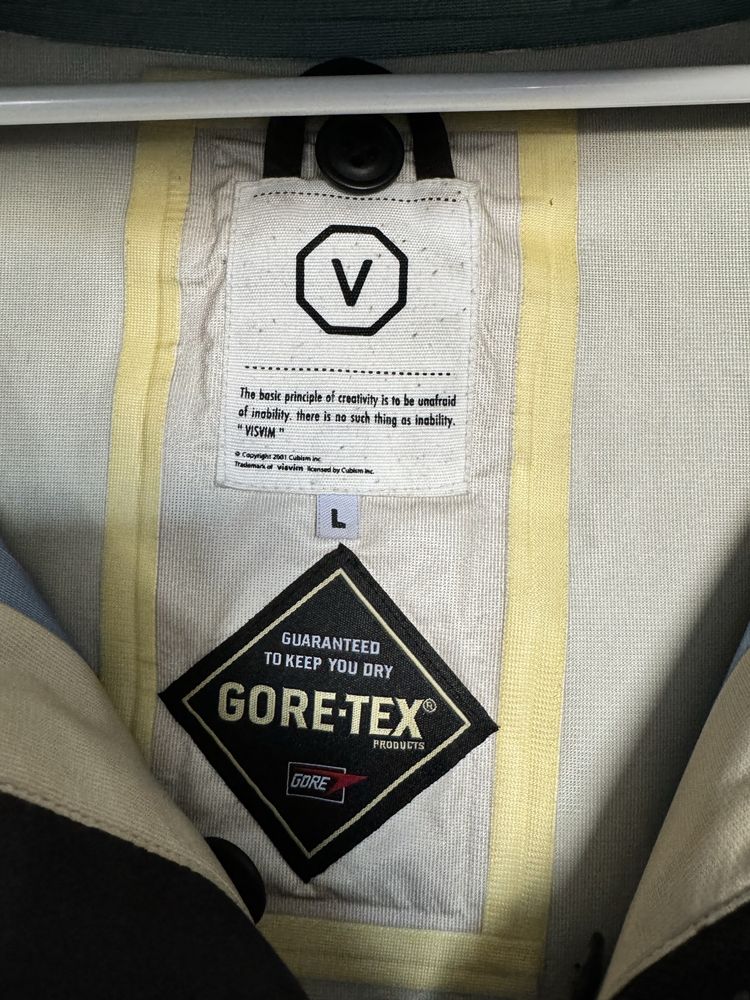 V
The basic principle of creativity is to be unafraid
of inability. there is no such thing as inability.
" VISVIM "
© Copyright 2001 Cubism inc.
Trademark of visvim licensed by Cubism inc.
L
GUARANTEED
TO KEEP YOU DRY
GORE-TEX®
PRODUCTS
GORE